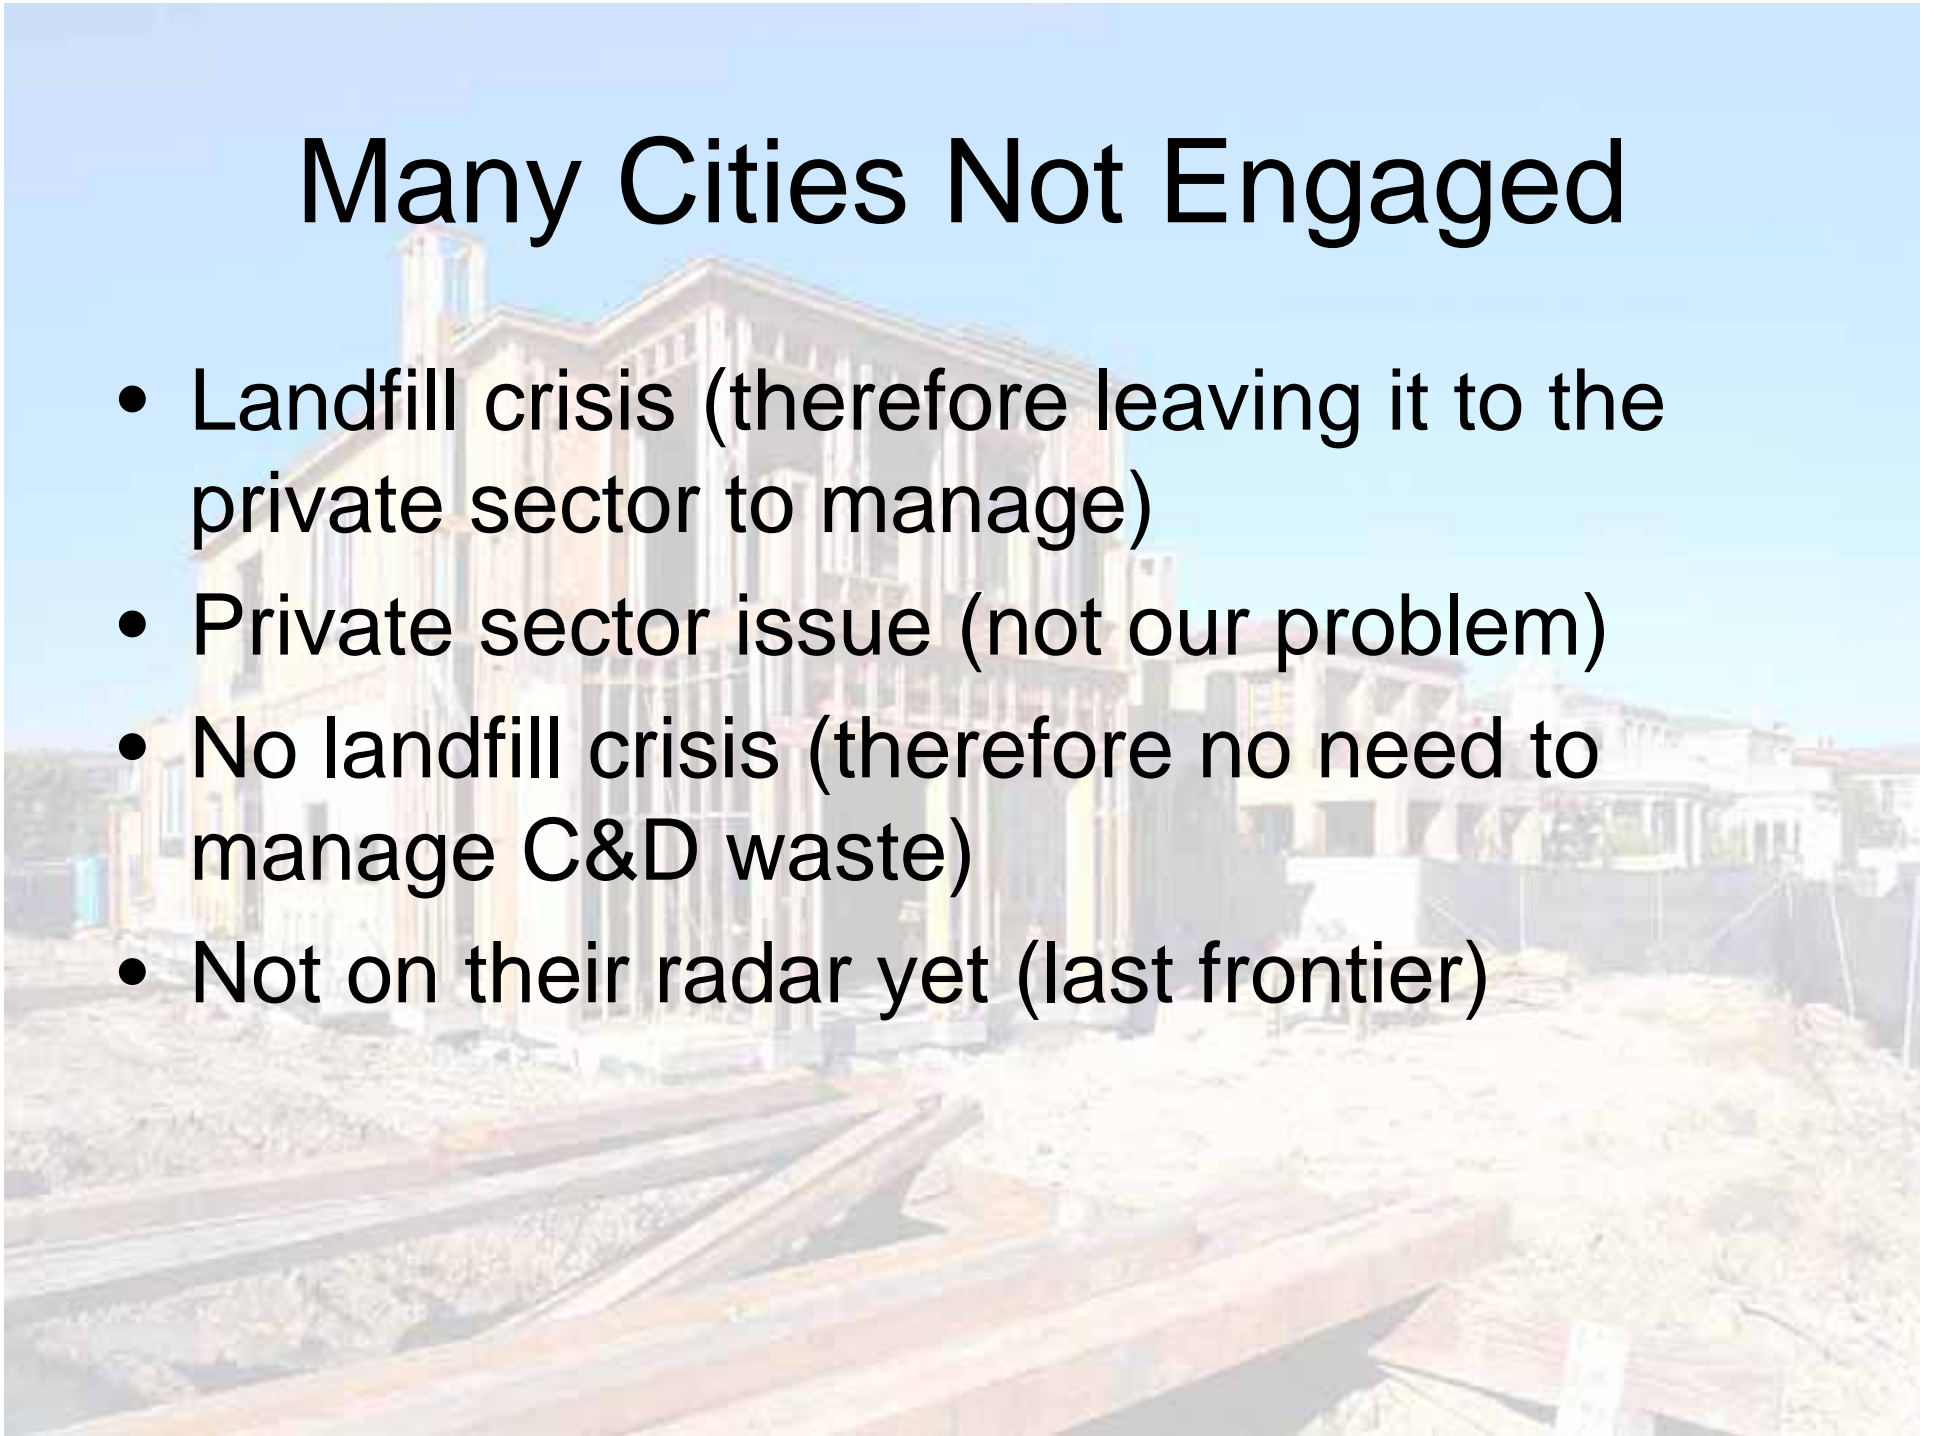 Many Cities Not Engaged
• Landfill crisis (therefore leaving it to the
private sector to manage)
• Private sector issue (not our problem)
• No landfill crisis (therefore no need to
manage C&D waste)
• Not on their radar yet (last frontier)